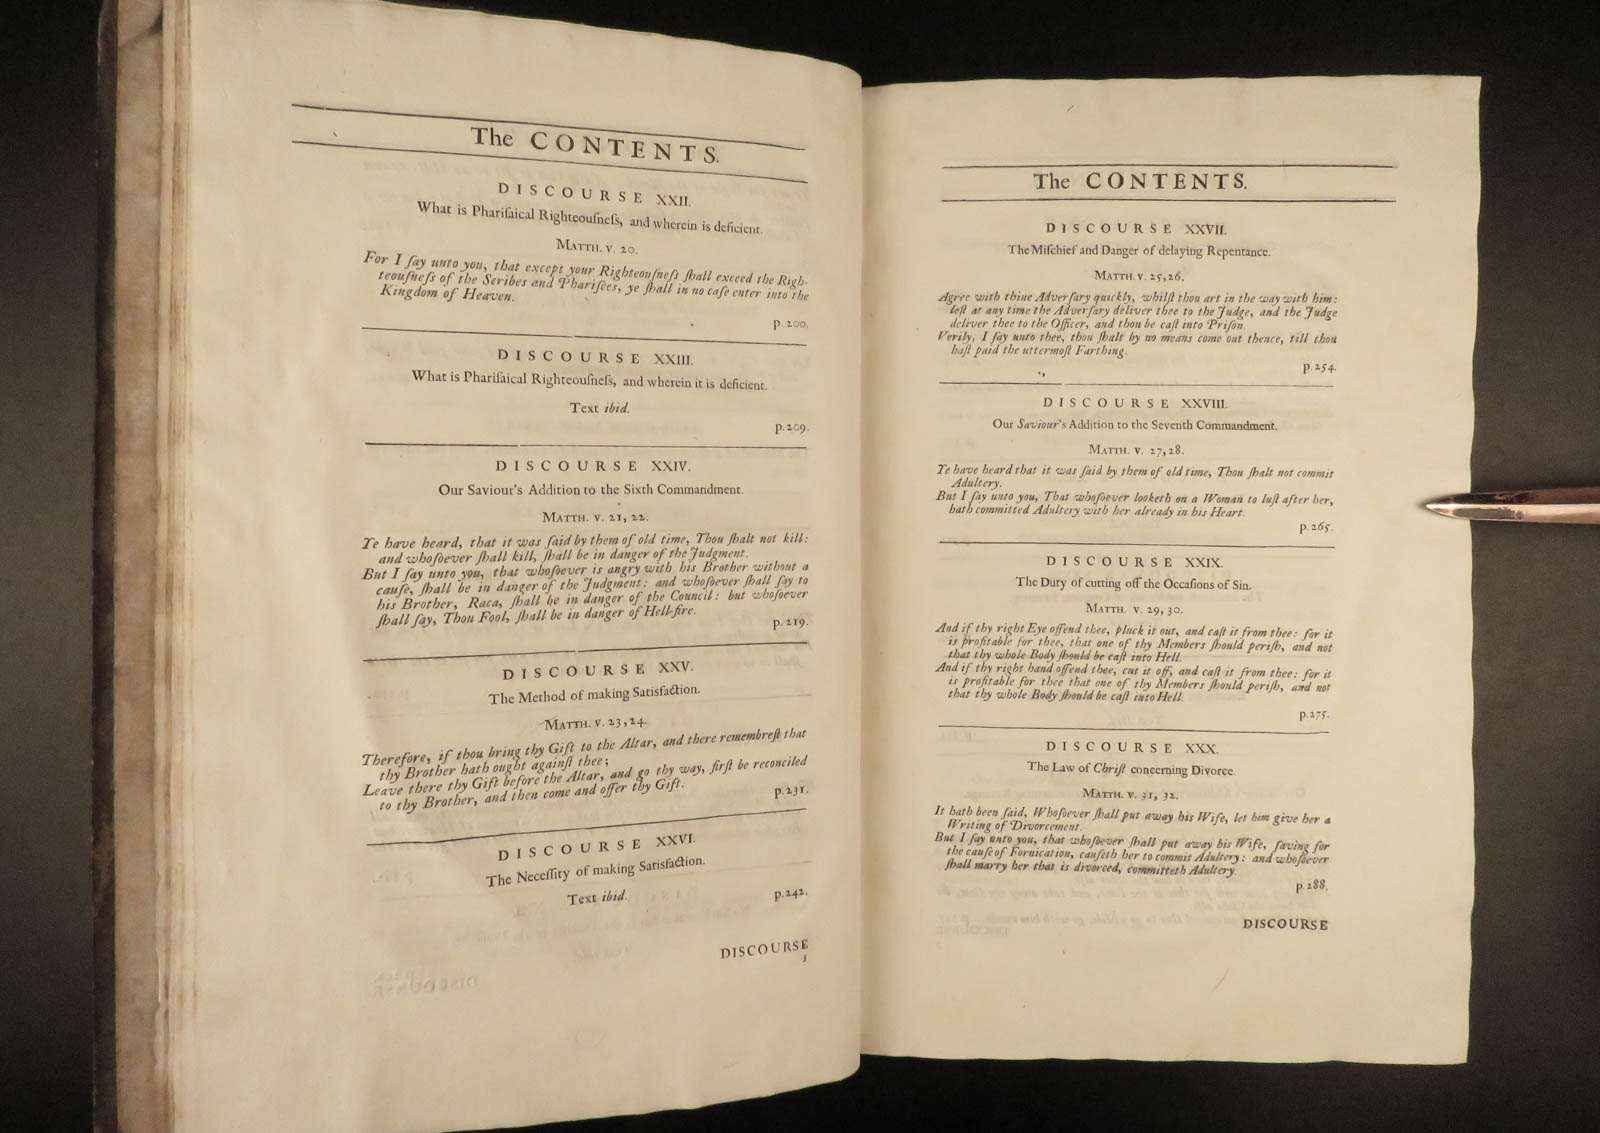 The CONTENTS.
DISCOURSE XXII.
What is Phariſaical Righteouſneſs, and wherein is deficient.
Matth. v. 20.
For I ſay unto you, that except your Righteouſneſs ſhall exceed the Righ-
teouſneſs of the Scribes and Phariſees, ye ſhall in no caſe enter into the
Kingdom of Heaven.
p. 200.
DISCOURSE XXIII.
What is Phariſaical Righteouſneſs, and wherein it is deficient.
Text ibid.
p. 209.
DISCOURSE XXIV.
Our Saviour's Addition to the Sixth Commandment.
Matth. v. 21, 22.
Ye have heard, that it was ſaid by them of old time, Thou ſhalt not kill:
and whoſoever ſhall kill, ſhall be in danger of the Judgment.
But I ſay unto you, that whoſoever is angry with his Brother without a
cauſe, ſhall be in danger of the Judgment: and whoſoever ſhall ſay to
his Brother, Raca, ſhall be in danger of the Council: but whoſoever
ſhall ſay, Thou Fool, ſhall be in danger of Hell-fire.
p. 219.
DISCOURSE XXV.
The Method of making Satisfaction.
Matth. v. 23, 24.
Therefore, if thou bring thy Gift to the Altar, and there remembreſt that
thy Brother hath ought againſt thee;
Leave there thy Gift before the Altar, and go thy way, firſt be reconciled
to thy Brother, and then come and offer thy Gift.
p. 231.
DISCOURSE XXVI.
The Neceſſity of making Satisfaction.
Text ibid.
p. 242.
DISCOURSE
The CONTENTS.
DISCOURSE XXVII.
The Miſchief and Danger of delaying Repentance.
Matth. v. 25, 26.
Agree with thine Adverſary quickly, whilſt thou art in the way with him:
leſt at any time the Adverſary deliver thee to the Judge, and the Judge
deliver thee to the Officer, and thou be caſt into Priſon.
Verily, I ſay unto thee, thou ſhalt by no means come out thence, till thou
haſt paid the uttermoſt Farthing.
p. 254.
DISCOURSE XXVIII.
Our Saviour's Addition to the Seventh Commandment.
Matth. v. 27, 28.
Ye have heard that it was ſaid by them of old time, Thou ſhalt not commit
Adultery.
But I ſay unto you, That whoſoever looketh on a Woman to luſt after her,
hath committed Adultery with her already in his Heart.
p. 265.
DISCOURSE XXIX.
The Duty of cutting off the Occaſions of Sin.
Matth. v. 29, 30.
And if thy right Eye offend thee, pluck it out, and caſt it from thee: for it
is profitable for thee, that one of thy Members ſhould periſh, and not
that thy whole Body ſhould be caſt into Hell.
And if thy right hand offend thee, cut it off, and caſt it from thee: for it
is profitable for thee that one of thy Members ſhould periſh, and not
that thy whole Body ſhould be caſt into Hell.
p. 275.
DISCOURSE XXX.
The Law of Chriſt concerning Divorce.
Matth. v. 31, 32.
It hath been ſaid, Whoſoever ſhall put away his Wife, let him give her a
Writing of Divorcement.
But I ſay unto you, that whoſoever ſhall put away his Wife, ſaving for
the cauſe of Fornication, cauſeth her to commit Adultery: and whoſoever
ſhall marry her that is divorced, committeth Adultery.
p. 288.
DISCOURSE